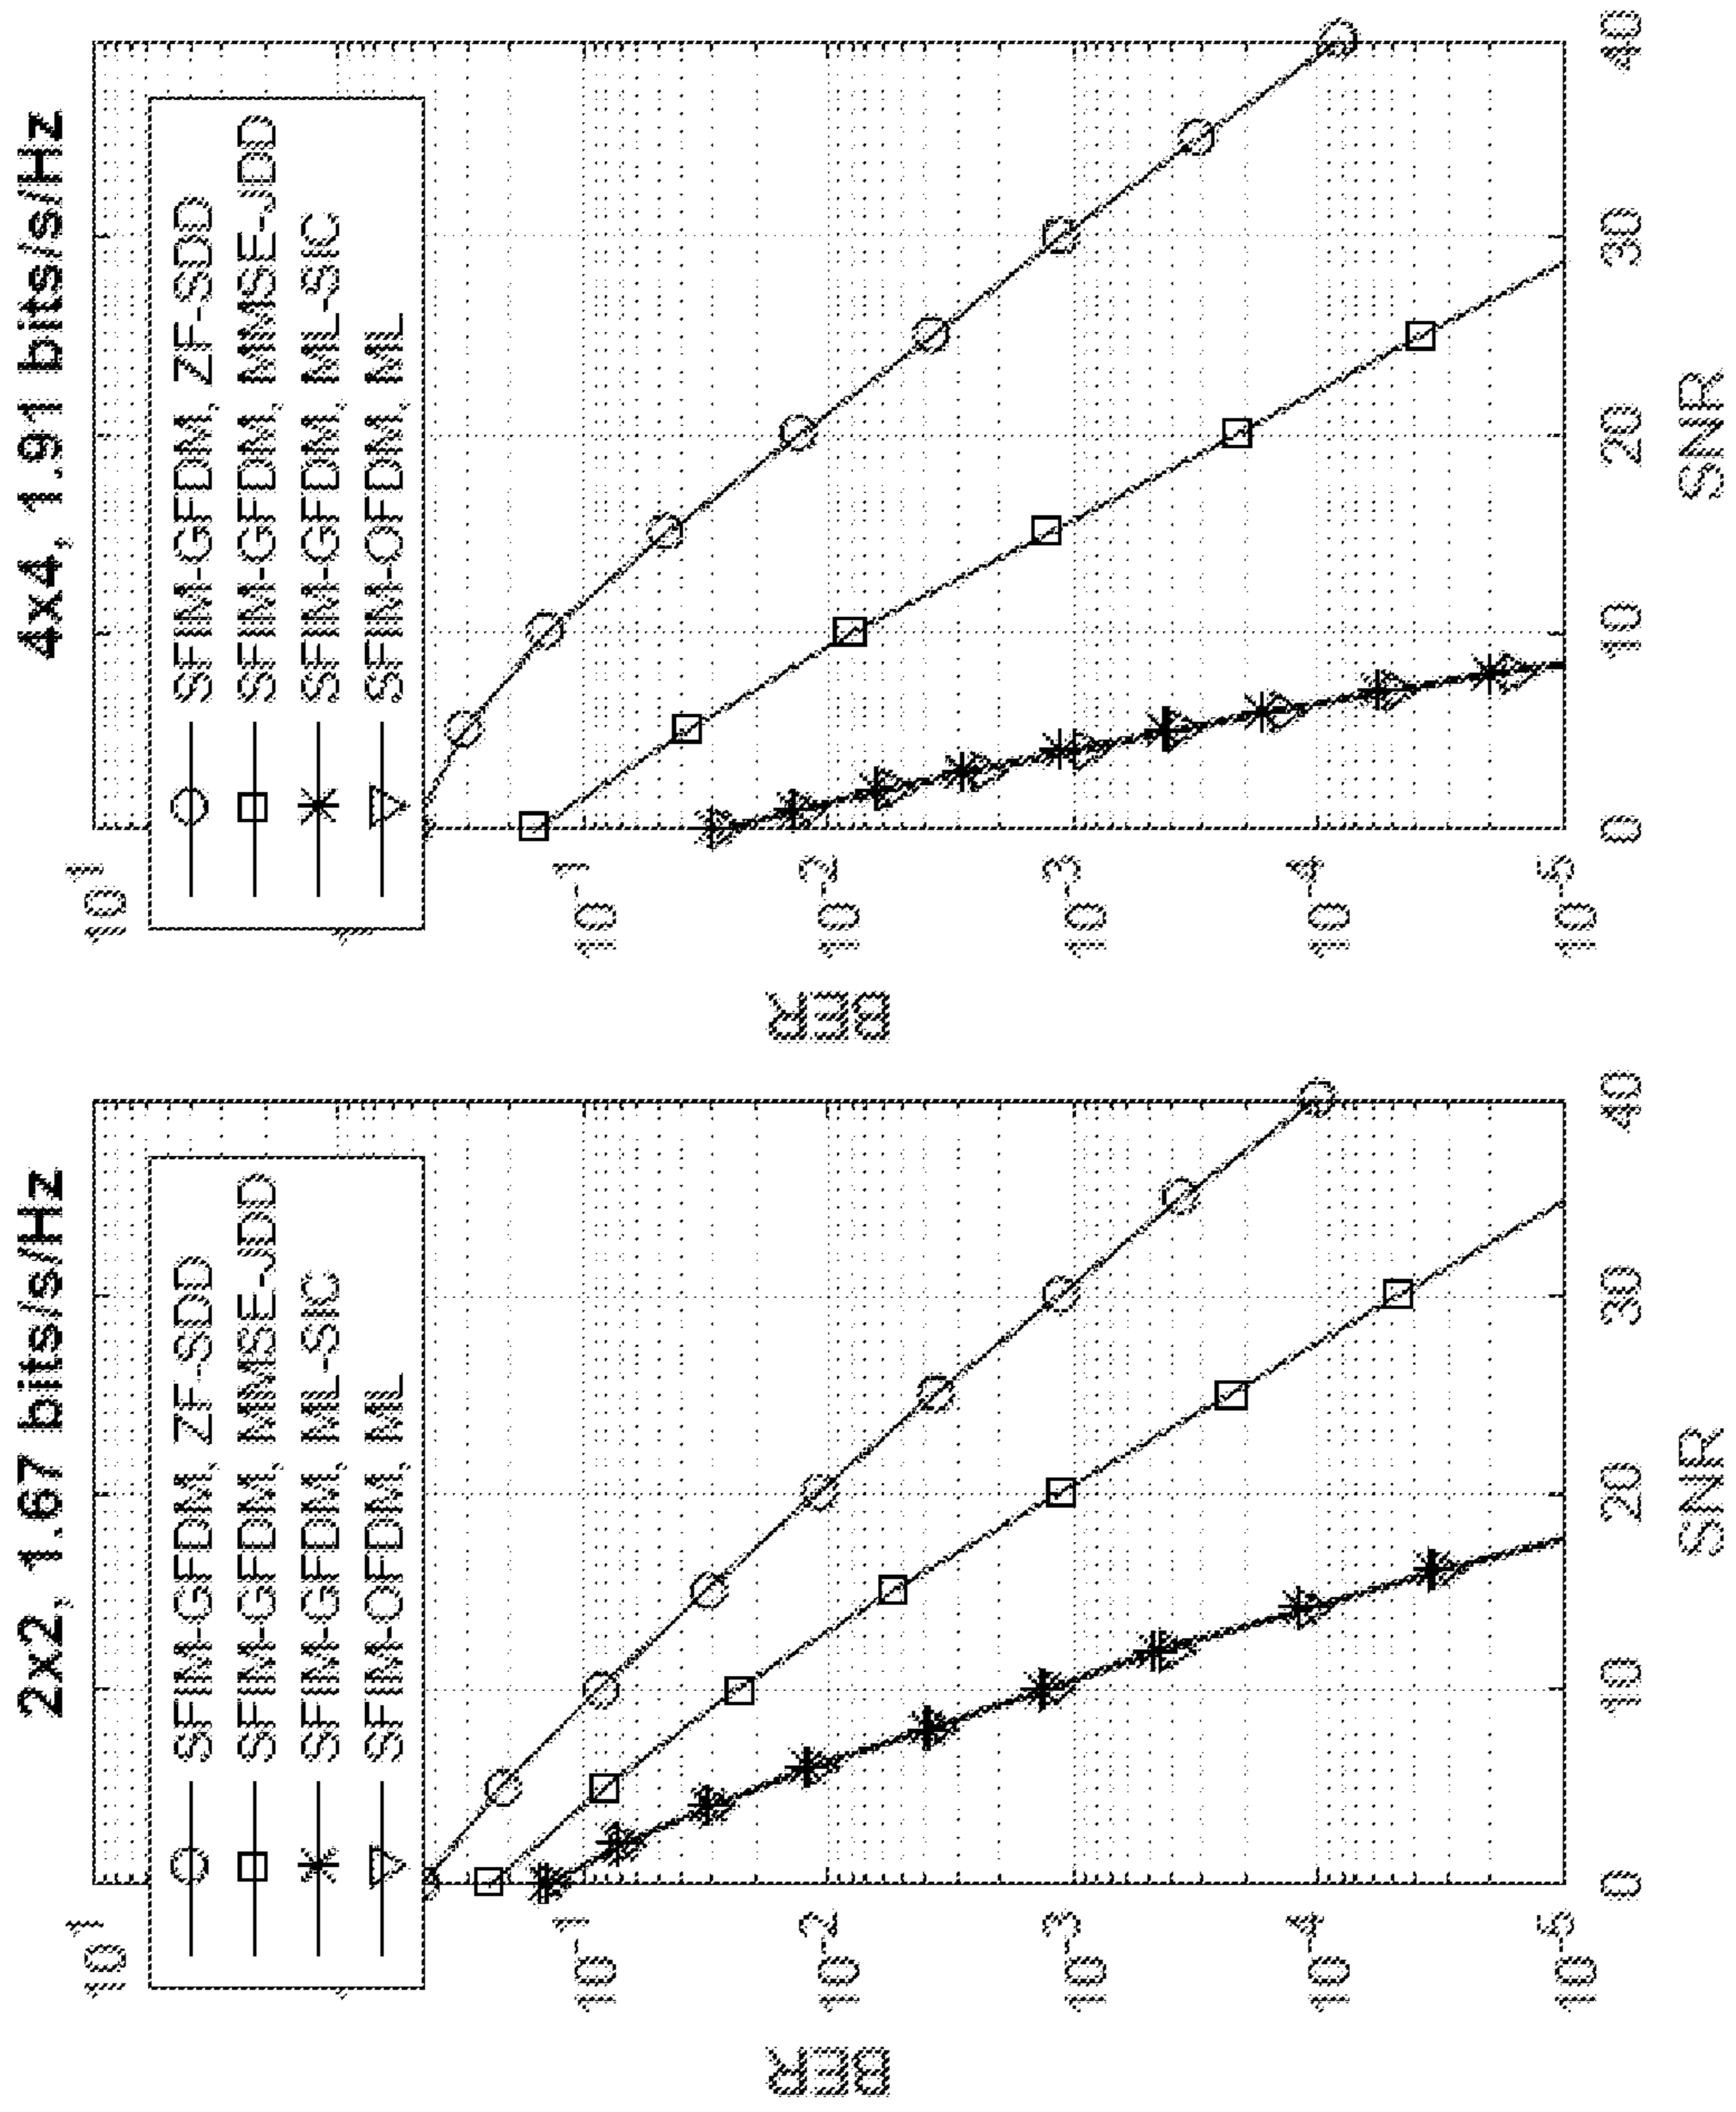 2x2, 1.67 bits/s/Hz
10^1
SFIM-GFDM, ZF-SDD
SFIM-GFDM, MMSE-JDD
SFIM-GFDM, ML-SIC
SFIM-OFDM, ML
10^-1
10^-2
10^-3
10^-4
10^-5
BER
0 10 20 30 40
SNR
4x4, 1.91 bits/s/Hz
10^1
SFIM-GFDM, ZF-SDD
SFIM-GFDM, MMSE-JDD
SFIM-GFDM, ML-SIC
SFIM-OFDM, ML
10^-1
10^-2
10^-3
10^-4
10^-5
BER
0 10 20 30 40
SNR